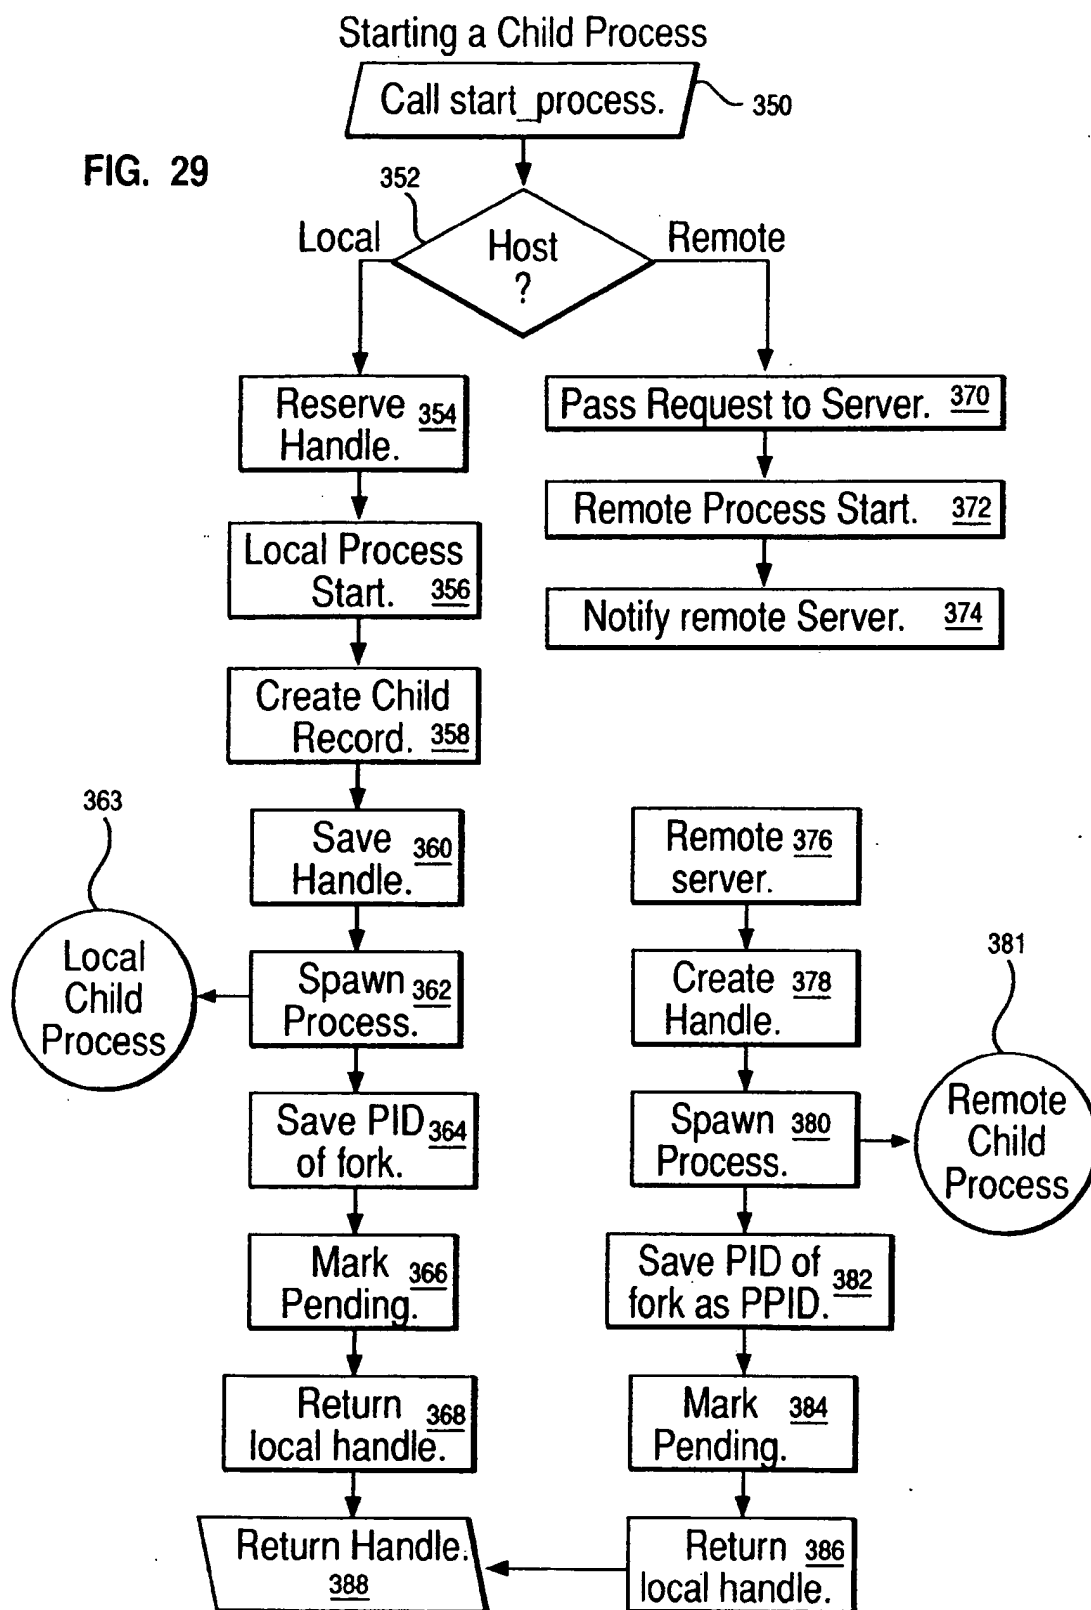 Starting a Child Process
Call start_process.
350
FIG. 29
352
Local
Host
?
Remote
Reserve 354
Handle.
Local Process
Start. 356
Create Child
Record. 358
363
Save 360
Handle.
Local
Child
Process
Spawn 362
Process.
Save PID 364
of fork.
Mark 366
Pending.
Return 368
local handle.
Return Handle.
388
Pass Request to Server. 370
Remote Process Start. 372
Notify remote Server. 374
Remote 376
server.
Create 378
Handle.
381
Spawn 380
Process.
Remote
Child
Process
Save PID of 382
fork as PPID.
Mark 384
Pending.
Return 386
local handle.